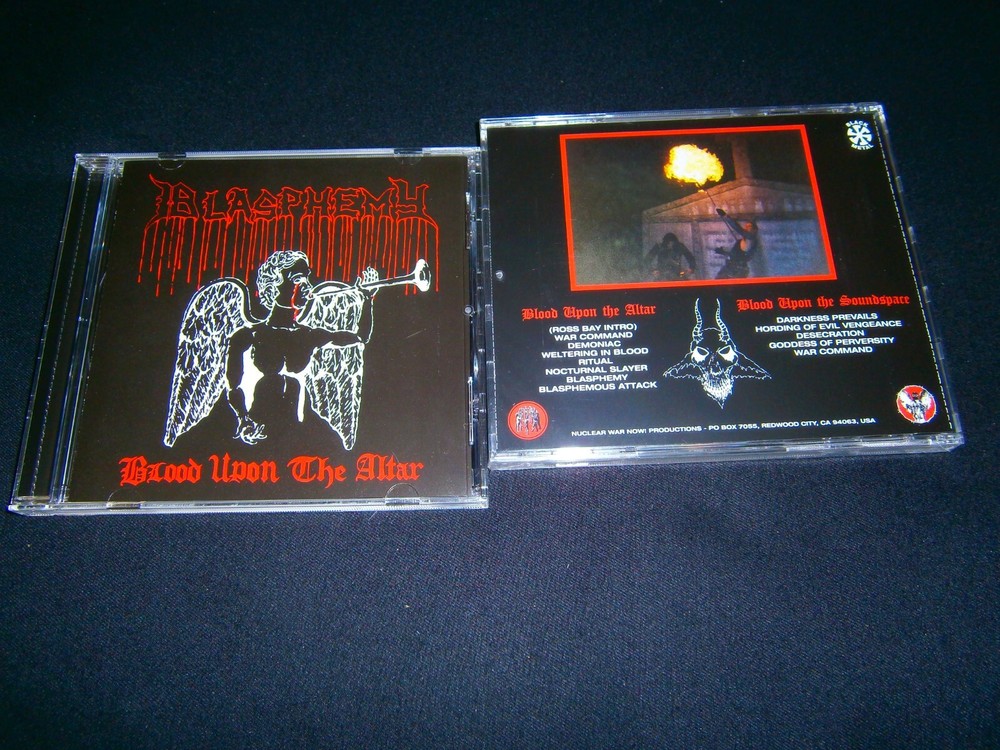 BLASPHEMY
Blood Upon The Altar
BLACK
METAL
Blood Upon the Altar
(ROSS BAY INTRO)
WAR COMMAND
DEMONIAC
WELTERING IN BLOOD
RITUAL
NOCTURNAL SLAYER
BLASPHEMY
BLASPHEMOUS ATTACK
Blood Upon the Soundspace
DARKNESS PREVAILS
HORDING OF EVIL VENGEANCE
DESECRATION
GODDESS OF PERVERSITY
WAR COMMAND
NUCLEAR WAR NOW! PRODUCTIONS - PO BOX 7055, REDWOOD CITY, CA 94063, USA